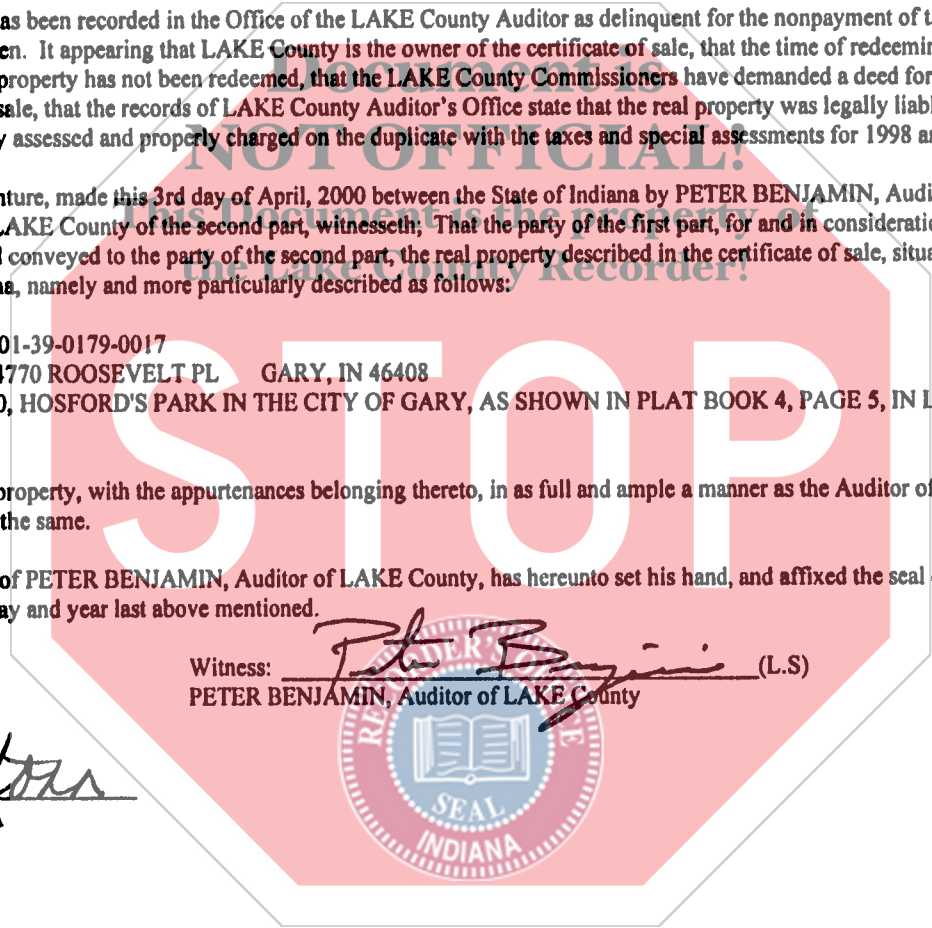 as been recorded in the Office of the LAKE County Auditor as delinquent for the nonpayment of t
en. It appearing that LAKE County is the owner of the certificate of sale, that the time of redeemin
property has not been redeemed, that the LAKE County Commissioners have demanded a deed for
sale, that the records of LAKE County Auditor's Office state that the real property was legally liabl
y assessed and properly charged on the duplicate with the taxes and special assessments for 1998 an
Document is
NOT OFFICIAL!
This Document is the property of
the Lake County Recorder!
nture, made this 3rd day of April, 2000 between the State of Indiana by PETER BENJAMIN, Audi
LAKE County of the second part, witnesseth; That the party of the first part, for and in consideratio
d conveyed to the party of the second part, the real property described in the certificate of sale, situa
na, namely and more particularly described as follows:
01-39-0179-0017
4770 ROOSEVELT PL GARY, IN 46408
0, HOSFORD'S PARK IN THE CITY OF GARY, AS SHOWN IN PLAT BOOK 4, PAGE 5, IN L
STOP
property, with the appurtenances belonging thereto, in as full and ample a manner as the Auditor of
the same.
of PETER BENJAMIN, Auditor of LAKE County, has hereunto set his hand, and affixed the seal
ay and year last above mentioned.
Witness: Peter Benjamin (L.S)
PETER BENJAMIN, Auditor of LAKE County
RECORDER'S OFFICE
SEAL
INDIANA